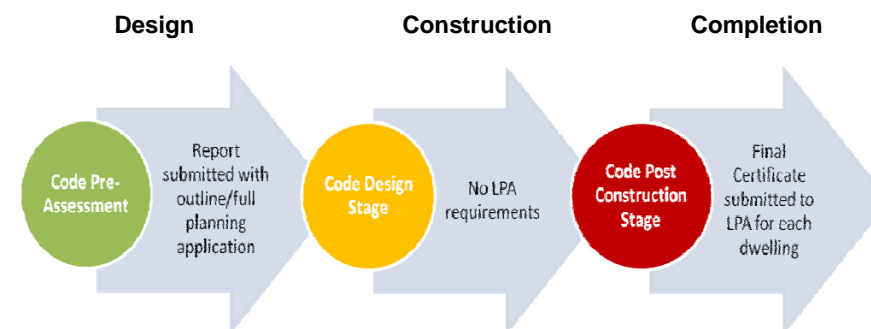 Design
Construction
Completion
Code Pre-
Assessment
Report
submitted with
outline/full
planning
application
Code Design
Stage
No LPA
requirements
Code Post
Construction
Stage
Final
Certificate
submitted to
LPA for each
dwelling